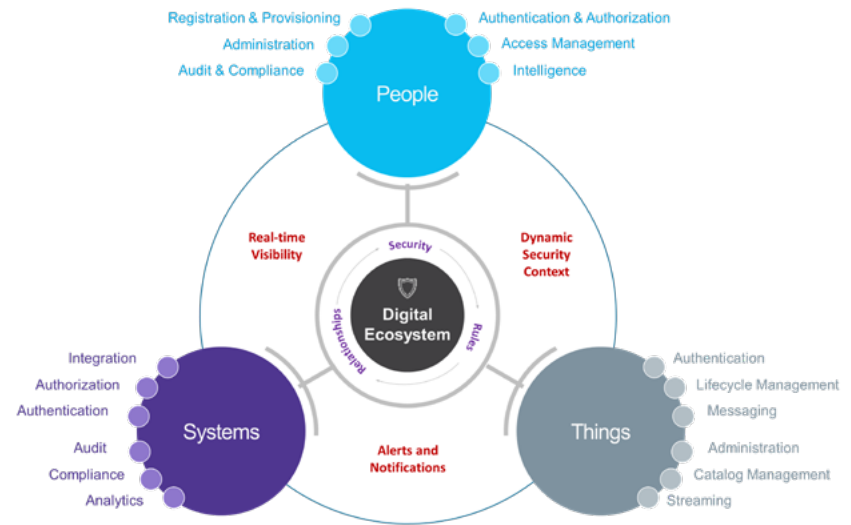 Registration & Provisioning
Administration
Audit & Compliance
Authentication & Authorization
Access Management
Intelligence
People
Real-time
Visibility
Dynamic
Security
Context
Security
Rules
Relationships
Digital
Ecosystem
Integration
Authorization
Authentication
Audit
Compliance
Analytics
Systems
Things
Authentication
Lifecycle Management
Messaging
Administration
Catalog Management
Streaming
Alerts and
Notifications